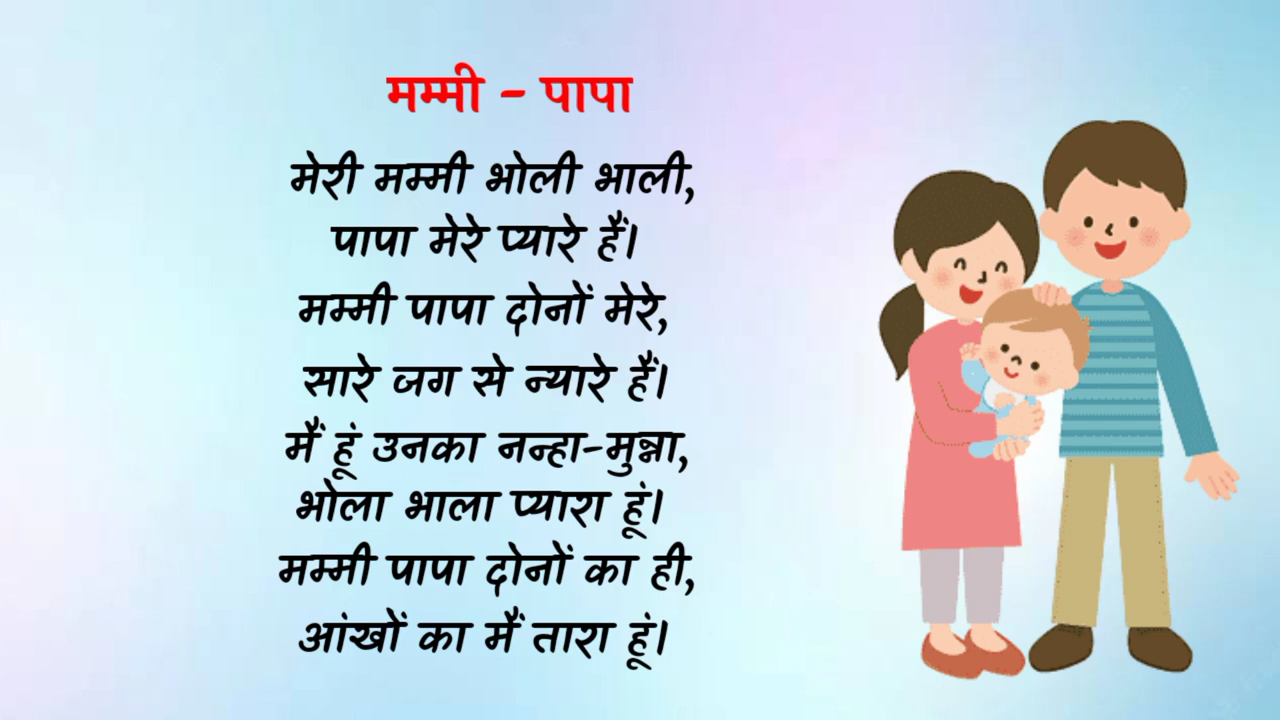 मम्मी - पापा
मेरी मम्मी भोली भाली,
पापा मेरे प्यारे हैं।
मम्मी पापा दोनों मेरे,
सारे जग से न्यारे हैं।
मैं हूं उनका नन्हा-मुन्ना,
भोला भाला प्यारा हूं।
मम्मी पापा दोनों का ही,
आंखों का मैं तारा हूं।